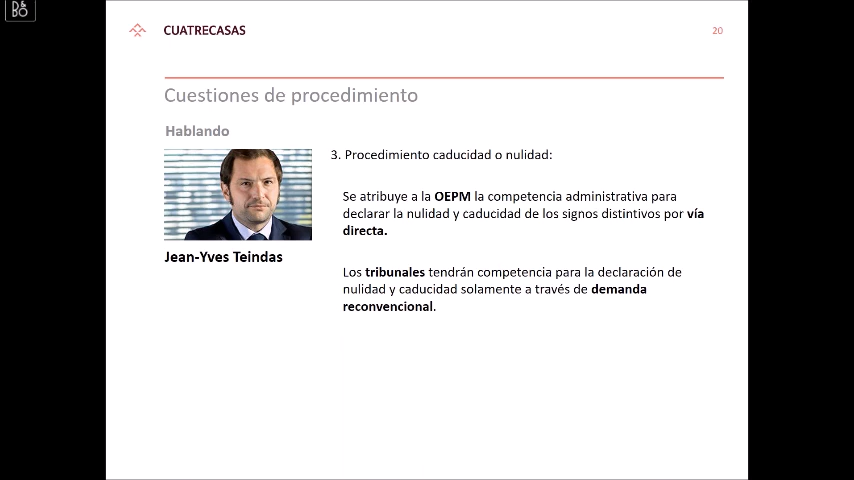 B&BO
CUATRECASAS
20
Cuestiones de procedimiento
Hablando
Jean-Yves Teindas
3. Procedimiento caducidad o nulidad:
Se atribuye a la OEPM la competencia administrativa para
declarar la nulidad y caducidad de los signos distintivos por vía
directa.
Los tribunales tendrán competencia para la declaración de
nulidad y caducidad solamente a través de demanda
reconvencional.